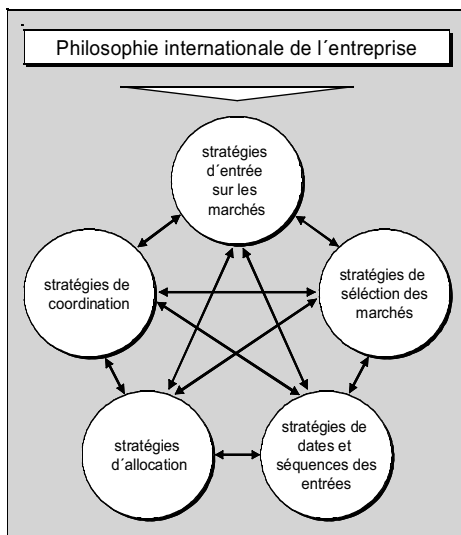 Philosophie internationale de l´entreprise
stratégies
d´entrée
sur les
marchés
stratégies de
coordination
stratégies de
séléction des
marchés
stratégies
d´allocation
stratégies de
dates et
séquences des
entrées